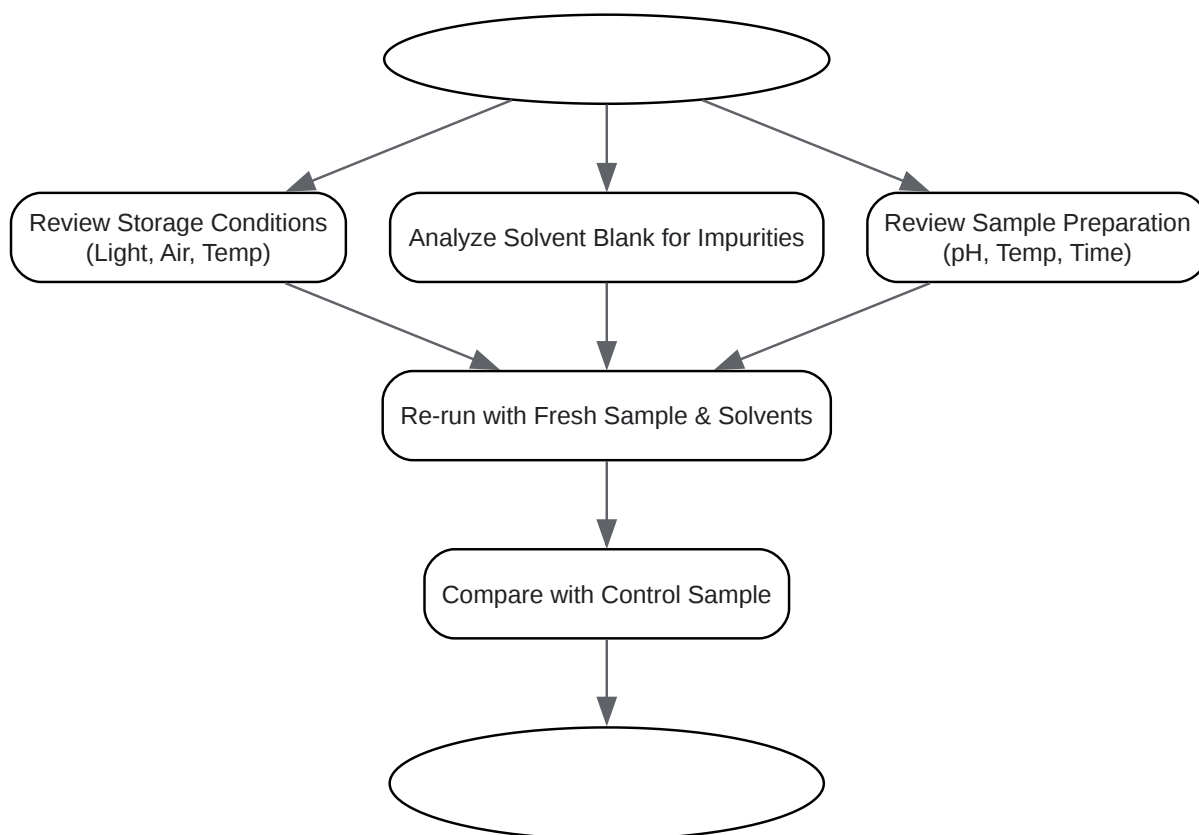 Review Storage Conditions
(Light, Air, Temp)
Analyze Solvent Blank for Impurities
Review Sample Preparation
(pH, Temp, Time)
Re-run with Fresh Sample & Solvents
Compare with Control Sample